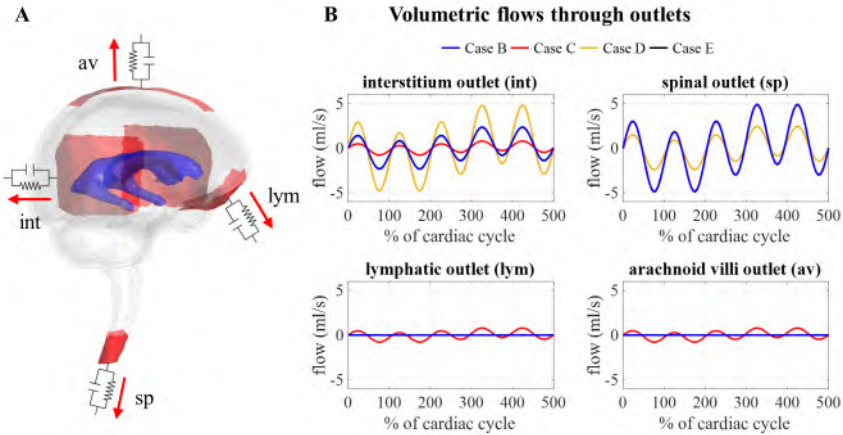 A
av
int
lym
sp
B Volumetric flows through outlets
Case B Case C Case D Case E
interstitium outlet (int)
flow (ml/s)
5
0
-5
0 100 200 300 400 500
% of cardiac cycle
spinal outlet (sp)
flow (ml/s)
5
0
-5
0 100 200 300 400 500
% of cardiac cycle
lymphatic outlet (lym)
flow (ml/s)
5
0
-5
0 100 200 300 400 500
% of cardiac cycle
arachnoid villi outlet (av)
flow (ml/s)
5
0
-5
0 100 200 300 400 500
% of cardiac cycle